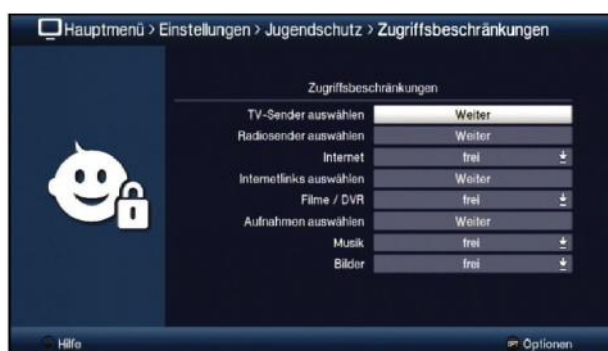 Hauptmenü > Einstellungen > Jugendschutz > Zugriffsbeschränkungen
Zugriffsbeschränkungen
TV-Sender auswählen Weiter
Radiosender auswählen Weiter
Internet frei
Internetlinks auswählen Weiter
Filme / DVR frei
Aufnahmen auswählen Weiter
Musik frei
Bilder frei
Hilfe OPT Optionen